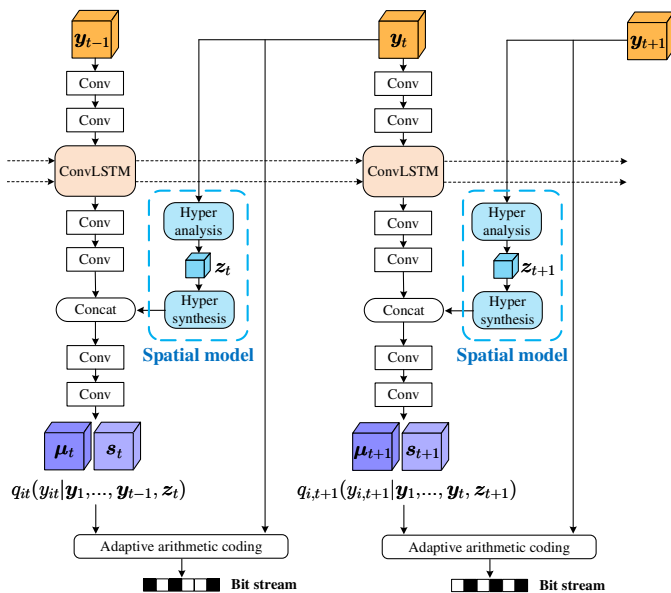 y_{t−1}
y_t
y_{t+1}
Conv
Conv
Conv
Conv
ConvLSTM
ConvLSTM
Conv
Conv
Hyper
analysis
Conv
Conv
Hyper
analysis
z_t
z_{t+1}
Concat
Hyper
synthesis
Concat
Hyper
synthesis
Spatial model
Spatial model
Conv
Conv
Conv
Conv
μ_t
s_t
μ_{t+1}
s_{t+1}
q_{it}(y_{it}|y_1,..., y_{t−1}, z_t)
q_{i,t+1}(y_{i,t+1}|y_1,..., y_t, z_{t+1})
Adaptive arithmetic coding
Adaptive arithmetic coding
Bit stream
Bit stream